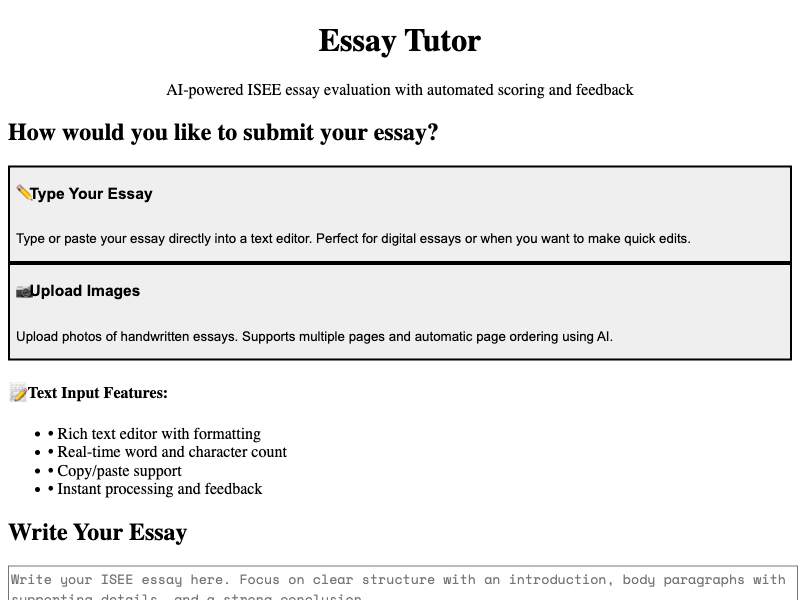 Essay Tutor
AI-powered ISEE essay evaluation with automated scoring and feedback
How would you like to submit your essay?
✏️Type Your Essay
Type or paste your essay directly into a text editor. Perfect for digital essays or when you want to make quick edits.
📷Upload Images
Upload photos of handwritten essays. Supports multiple pages and automatic page ordering using AI.
📝Text Input Features:
• • Rich text editor with formatting
• • Real-time word and character count
• • Copy/paste support
• • Instant processing and feedback
Write Your Essay
Write your ISEE essay here. Focus on clear structure with an introduction, body paragraphs with
supporting details, and a strong conclusion